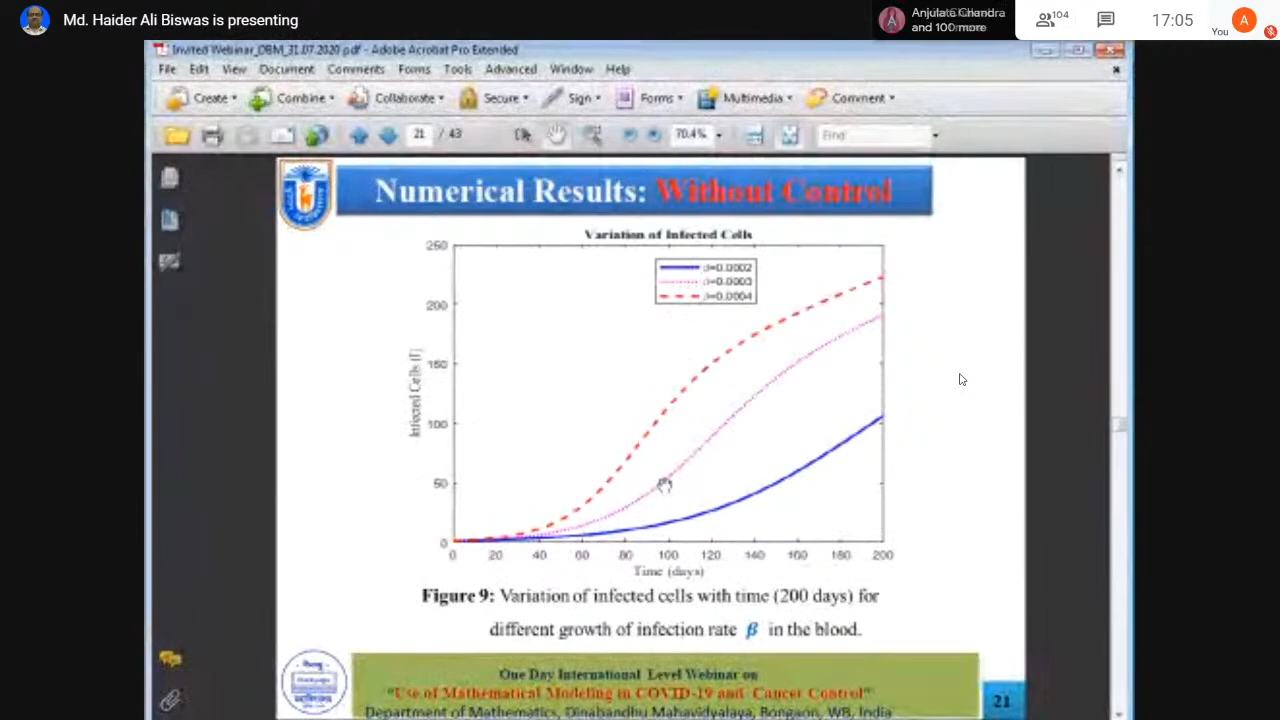 Md. Haider Ali Biswas is presenting
Anjulata Chandra
and 100 more
104
17:05
You
A
Invited Webinar_DBM_31.07.2020.pdf - Adobe Acrobat Pro Extended
File Edit View Document Comments Forms Tools Advanced Window Help
Create Combine Collaborate Secure Sign Forms Multimedia Comment
21 / 43 70.4% Find
Numerical Results: Without Control
Variation of Infected Cells
β=0.0002
β=0.0003
β=0.0004
250
200
150
100
50
0
Infected Cells (I)
0 20 40 60 80 100 120 140 160 180 200
Time (days)
Figure 9: Variation of infected cells with time (200 days) for
different growth of infection rate β in the blood.
One Day International Level Webinar on
"Use of Mathematical Modeling in COVID-19 and Cancer Control"
Department of Mathematics, Dinabandhu Mahavidyalaya, Bongaon, WB, India
21